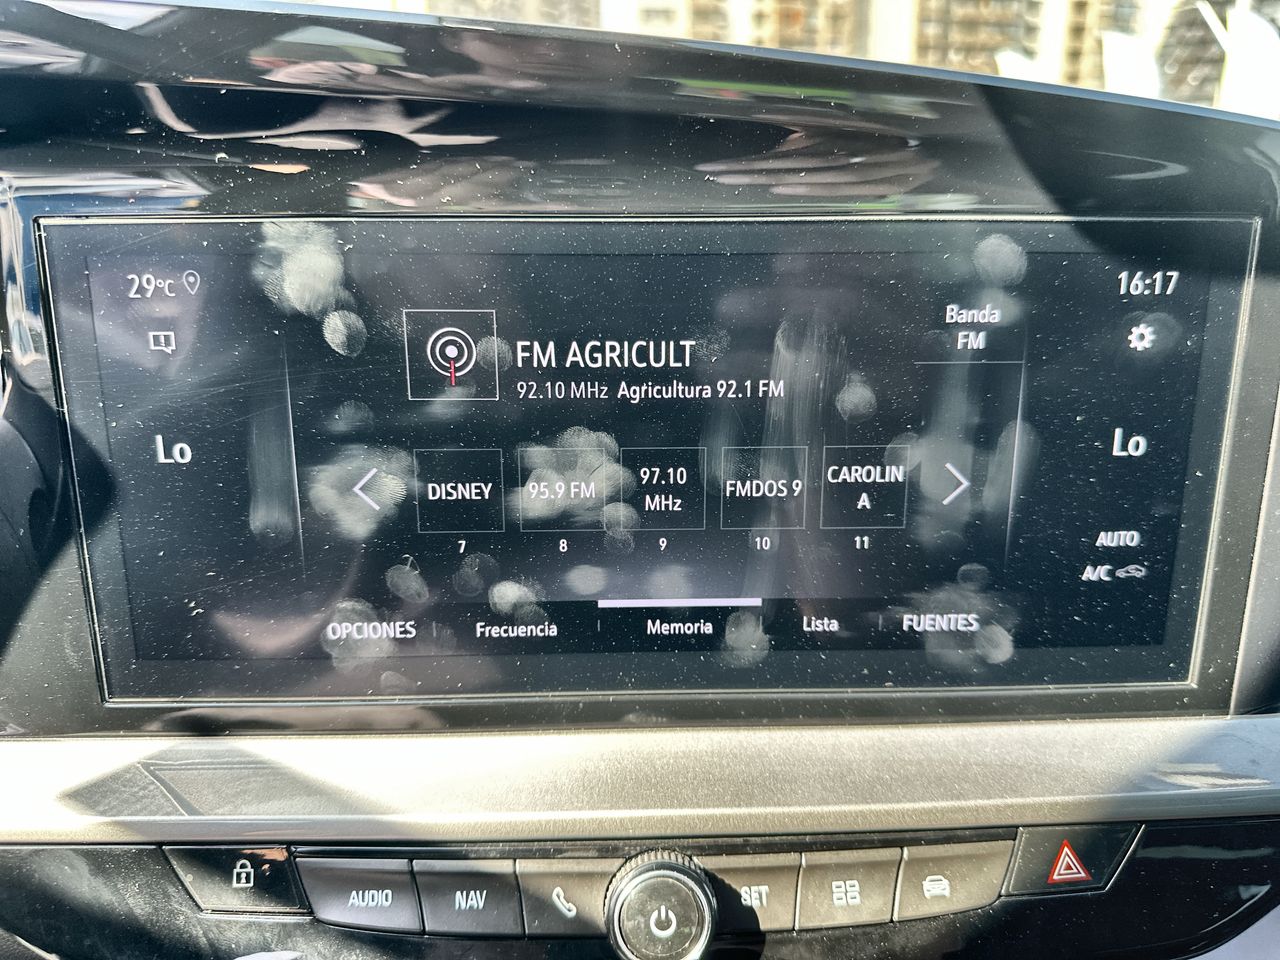 29°C
16:17
Banda
FM
FM AGRICULT
92.10 MHz Agricultura 92.1 FM
Lo
Lo
DISNEY
95.9 FM
97.10
MHz
FMDOS 9
CAROLIN
A
7
8
9
10
11
AUTO
A/C
OPCIONES
Frecuencia
Memoria
Lista
FUENTES
AUDIO
NAV
SET